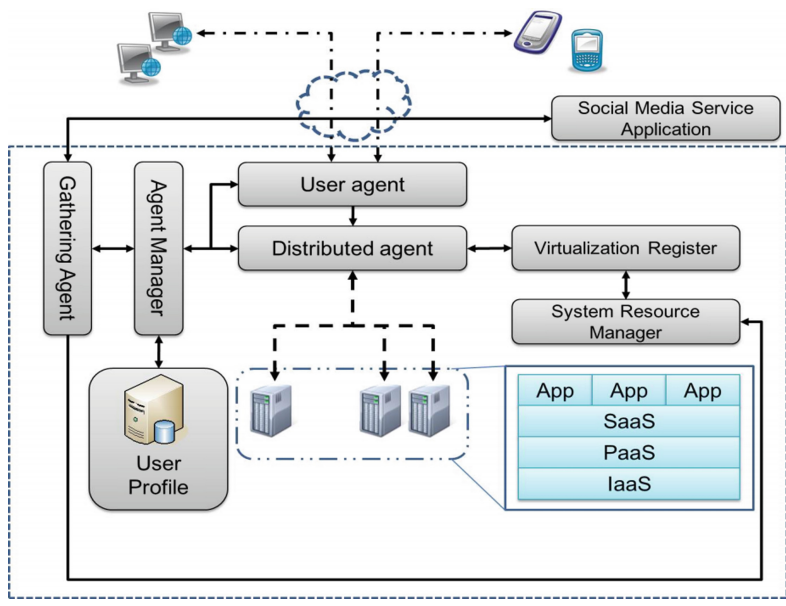 Social Media Service
Application
Gathering Agent
Agent Manager
User agent
Distributed agent
Virtualization Register
System Resource
Manager
User
Profile
App App App
SaaS
PaaS
IaaS